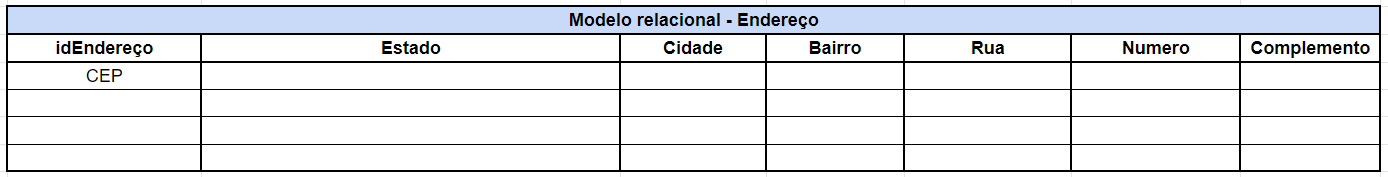 Modelo relacional - Endereço
idEndereço Estado Cidade Bairro Rua Numero Complemento
CEP